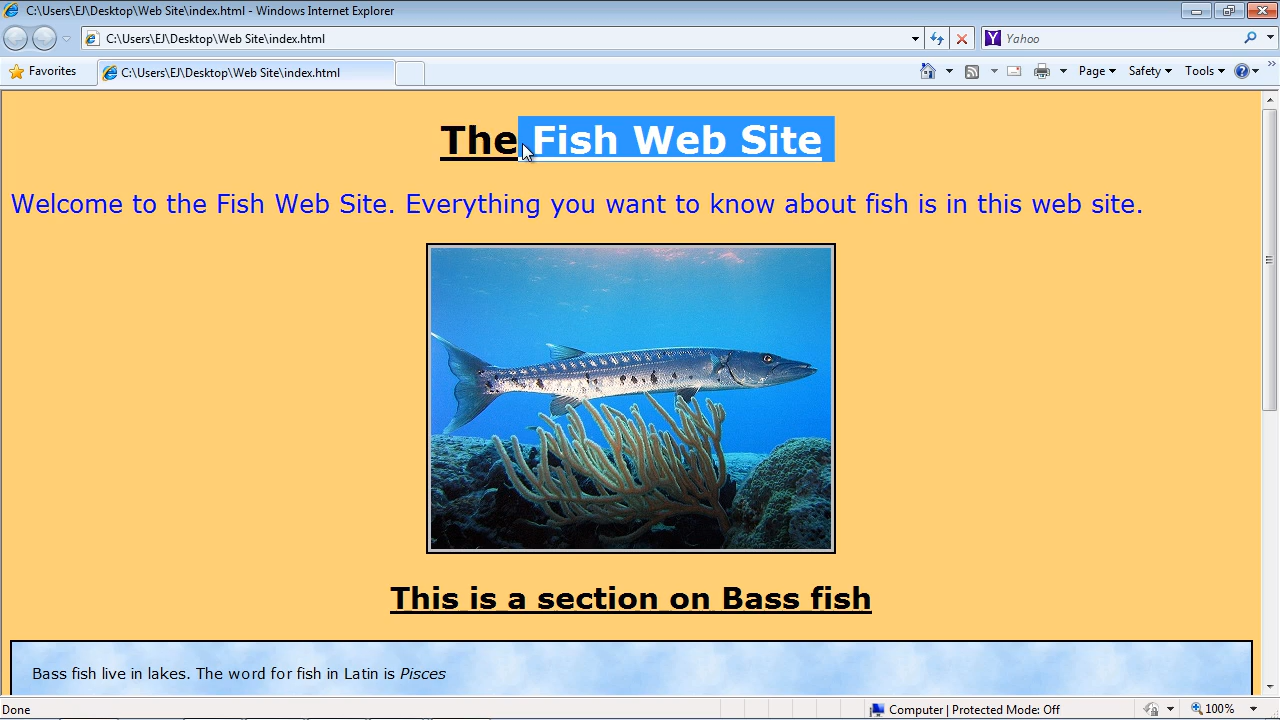 C:\Users\EJ\Desktop\Web Site\index.html - Windows Internet Explorer
C:\Users\EJ\Desktop\Web Site\index.html
Yahoo
Favorites
C:\Users\EJ\Desktop\Web Site\index.html
Page
Safety
Tools
The Fish Web Site
Welcome to the Fish Web Site. Everything you want to know about fish is in this web site.
This is a section on Bass fish
Bass fish live in lakes. The word for fish in Latin is Pisces
Done
Computer | Protected Mode: Off
100%